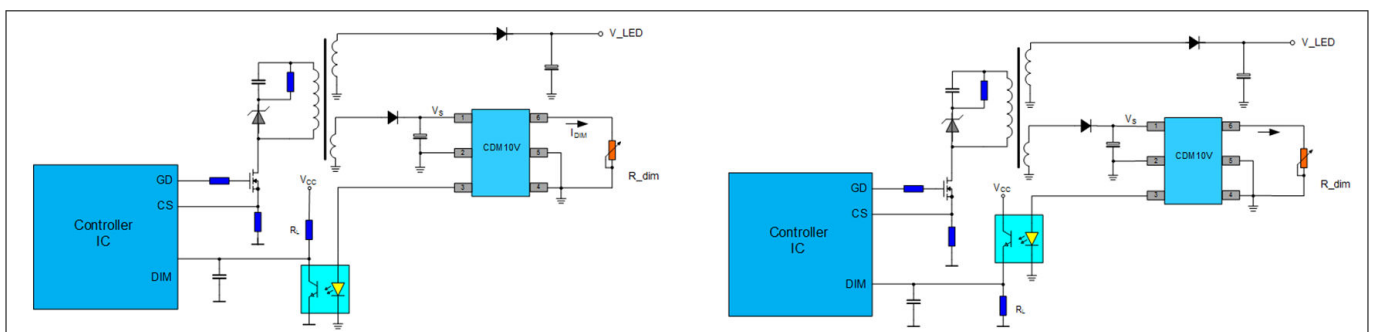 V_LED
VS
1
6
IDIM
2
CDM10V
5
R_dim
3
4
GD
VCC
CS
Controller
IC
RL
DIM
V_LED
VS
1
6
2
CDM10V
5
R_dim
3
4
GD
VCC
CS
Controller
IC
DIM
RL